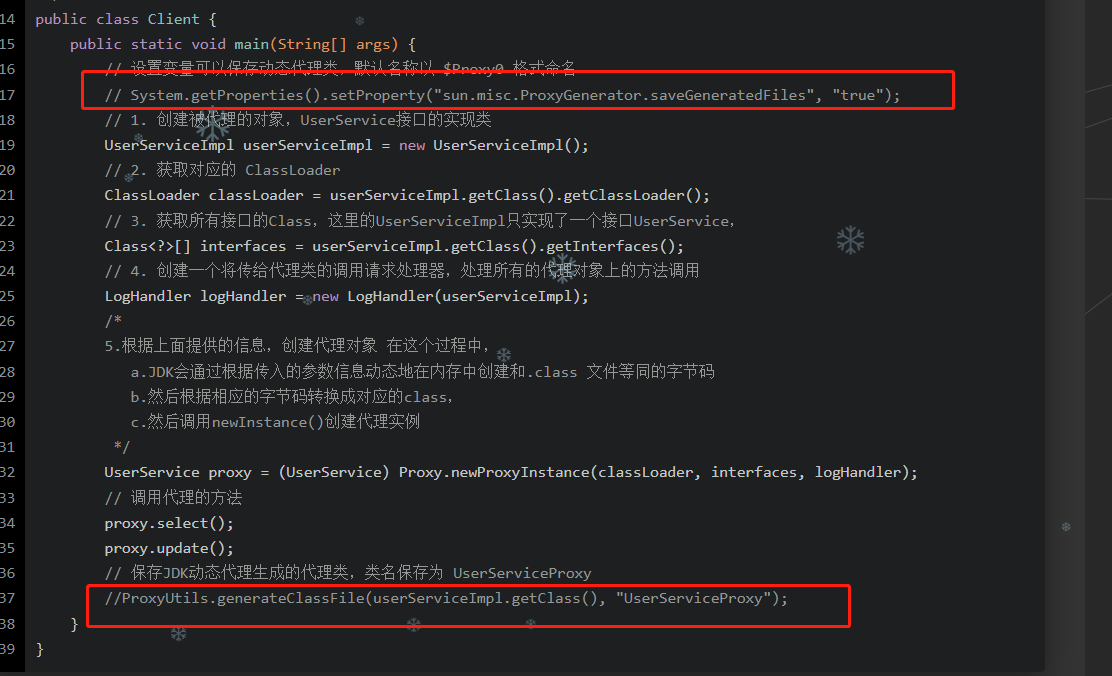 14 public class Client {
15 public static void main(String[] args) {
16 // 设置变量可以保存动态代理类，默认名称以 $Proxy0 格式命名
17 // System.getProperties().setProperty("sun.misc.ProxyGenerator.saveGeneratedFiles", "true");
18 // 1. 创建被代理的对象，UserService接口的实现类
19 UserServiceImpl userServiceImpl = new UserServiceImpl();
20 // 2. 获取对应的 ClassLoader
21 ClassLoader classLoader = userServiceImpl.getClass().getClassLoader();
22 // 3. 获取所有接口的Class，这里的UserServiceImpl只实现了一个接口UserService，
23 Class<?>[] interfaces = userServiceImpl.getClass().getInterfaces();
24 // 4. 创建一个将传给代理类的调用请求处理器，处理所有的代理对象上的方法调用
25 LogHandler logHandler = new LogHandler(userServiceImpl);
26 /*
27 5.根据上面提供的信息，创建代理对象 在这个过程中，
28 a.JDK会通过根据传入的参数信息动态地在内存中创建和.class 文件等同的字节码
29 b.然后根据相应的字节码转换成对应的class，
30 c.然后调用newInstance()创建代理实例
31 */
32 UserService proxy = (UserService) Proxy.newProxyInstance(classLoader, interfaces, logHandler);
33 // 调用代理的方法
34 proxy.select();
35 proxy.update();
36 // 保存JDK动态代理生成的代理类，类名保存为 UserServiceProxy
37 //ProxyUtils.generateClassFile(userServiceImpl.getClass(), "UserServiceProxy");
38 }
39 }